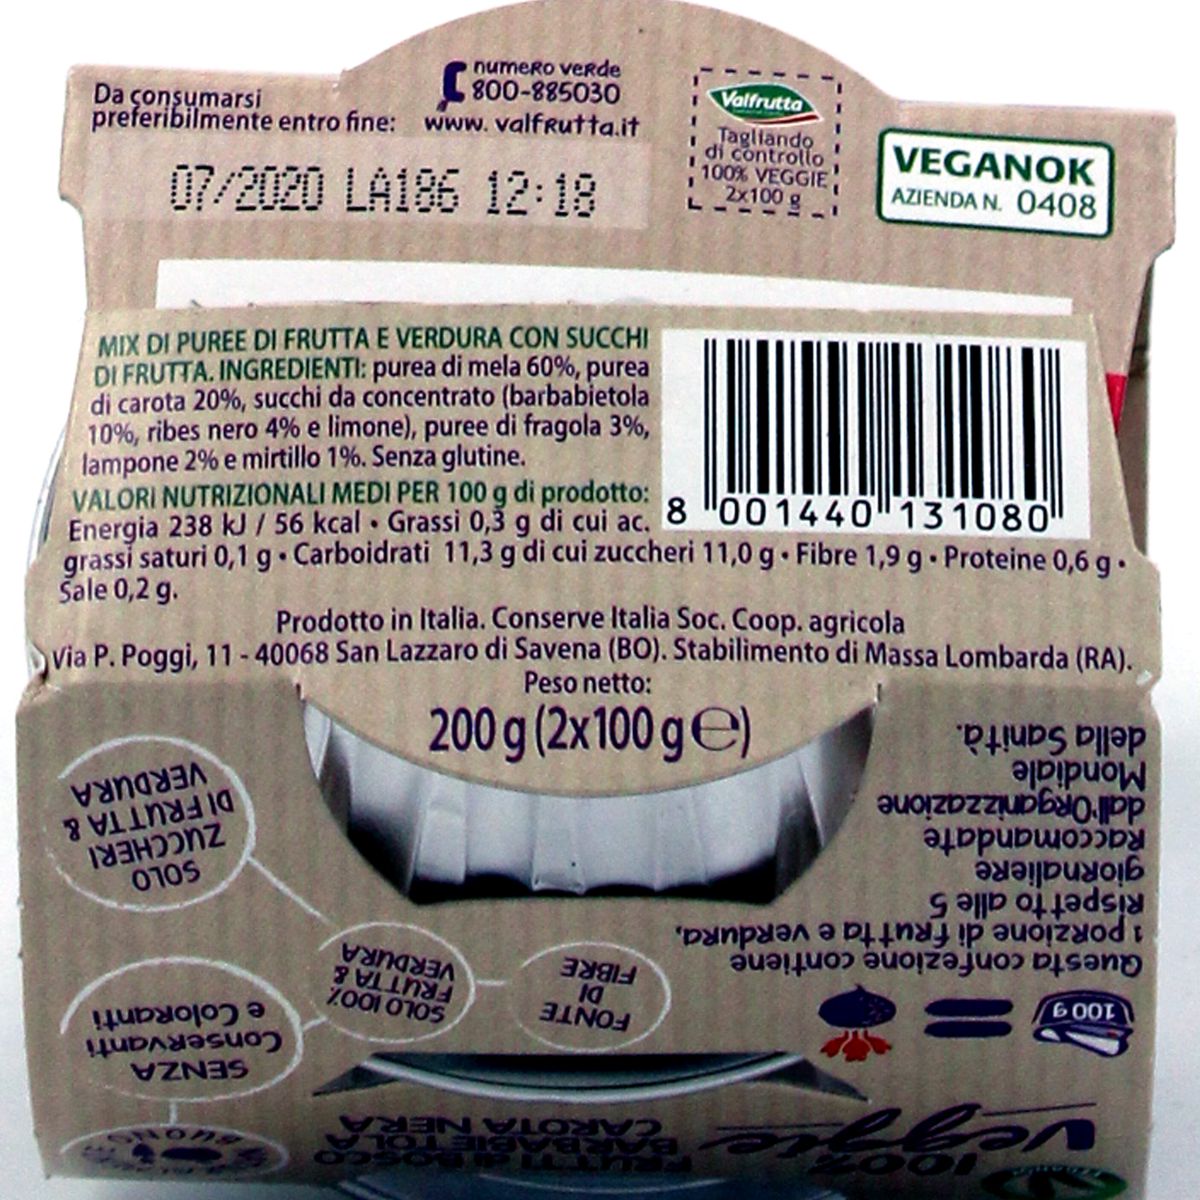 Da consumarsi
preferibilmente entro fine:
numero verde
800-885030
www.valfrutta.it
07/2020 LA186 12:18
Valfrutta
Tagliando
di controllo
100% VEGGIE
2x100 g
VEGANOK
AZIENDA N. 0408
MIX DI PUREE DI FRUTTA E VERDURA CON SUCCHI
DI FRUTTA. INGREDIENTI: purea di mela 60%, purea
di carota 20%, succhi da concentrato (barbabietola
10%, ribes nero 4% e limone), puree di fragola 3%,
lampone 2% e mirtillo 1%. Senza glutine.
VALORI NUTRIZIONALI MEDI PER 100 g di prodotto:
Energia 238 kJ / 56 kcal • Grassi 0,3 g di cui ac.
grassi saturi 0,1 g • Carboidrati 11,3 g di cui zuccheri 11,0 g • Fibre 1,9 g • Proteine 0,6 g •
Sale 0,2 g.
8 001440 131080
Prodotto in Italia. Conserve Italia Soc. Coop. agricola
Via P. Poggi, 11 - 40068 San Lazzaro di Savena (BO). Stabilimento di Massa Lombarda (RA).
Peso netto:
200 g (2x100 g ℮)
100%
veggie
FRUTTI di BOSCO
BARBABIETOLA
CAROTA NERA
BUONO
100 g
Questa confezione contiene
1 porzione di frutta e verdura,
rispetto alle 5
giornaliere
raccomandate
dall'Organizzazione
Mondiale
della Sanità.
FONTE
DI
FIBRE
SOLO 100%
FRUTTA &
VERDURA
SENZA
Conservanti
e Coloranti
SOLO
ZUCCHERI
DI FRUTTA &
VERDURA